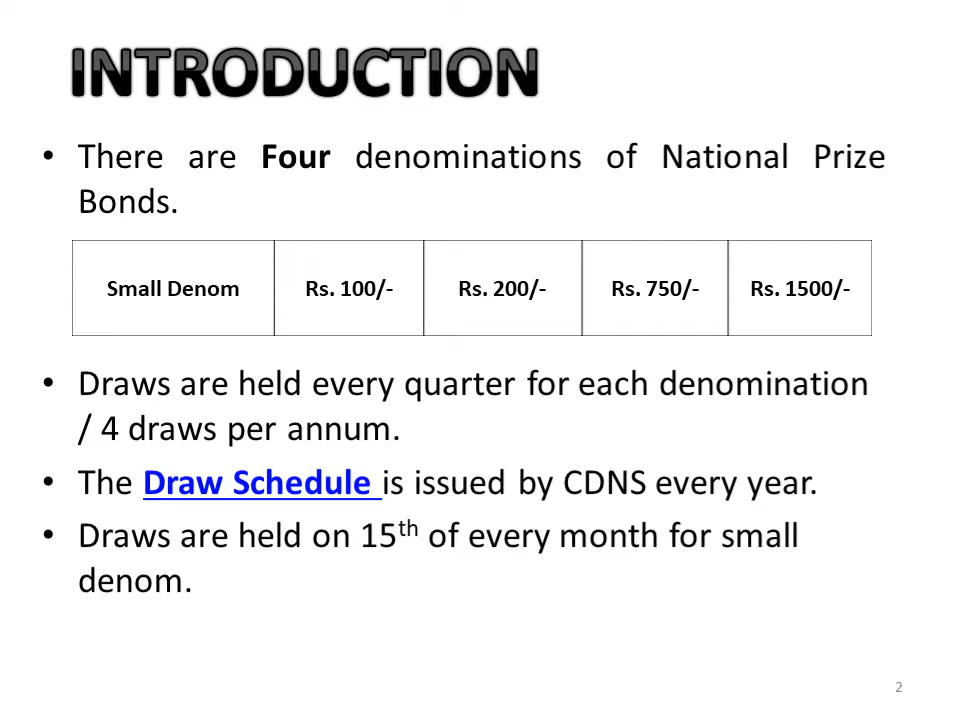 INTRODUCTION
• There are Four denominations of National Prize
Bonds.
Small Denom Rs. 100/- Rs. 200/- Rs. 750/- Rs. 1500/-
• Draws are held every quarter for each denomination
/ 4 draws per annum.
• The Draw Schedule is issued by CDNS every year.
• Draws are held on 15th of every month for small
denom.
2